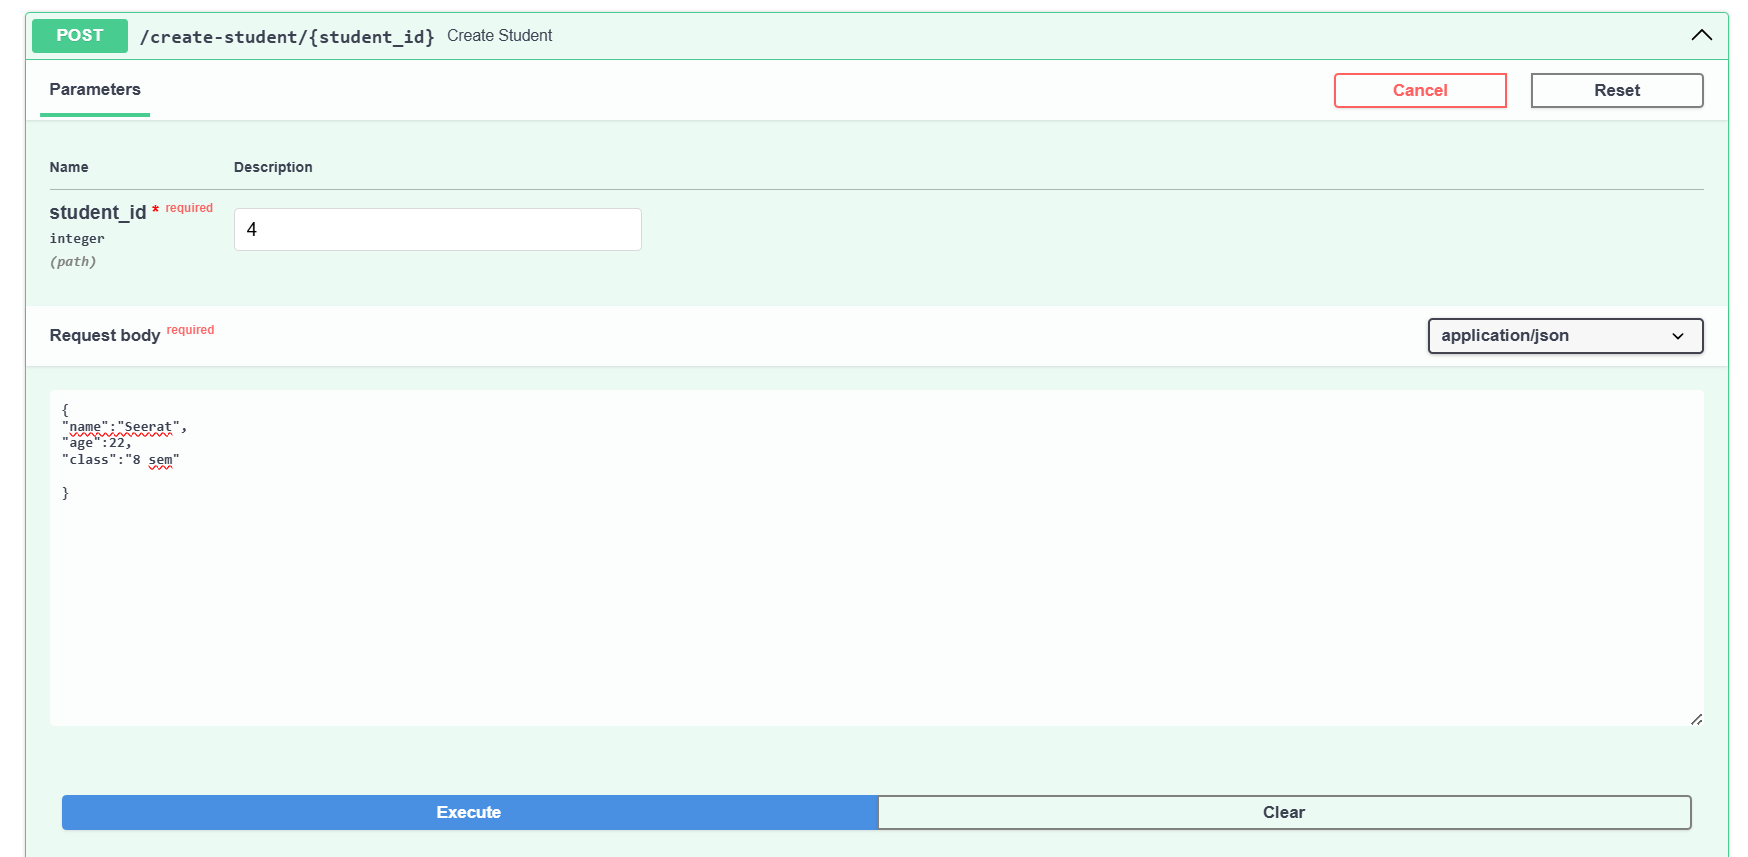 POST /create-student/{student_id} Create Student
Parameters
Cancel
Reset
Name Description
student_id * required
integer
(path)
4
Request body required
application/json
{
"name":"Seerat",
"age":22,
"class":"8 sem"
}
Execute
Clear